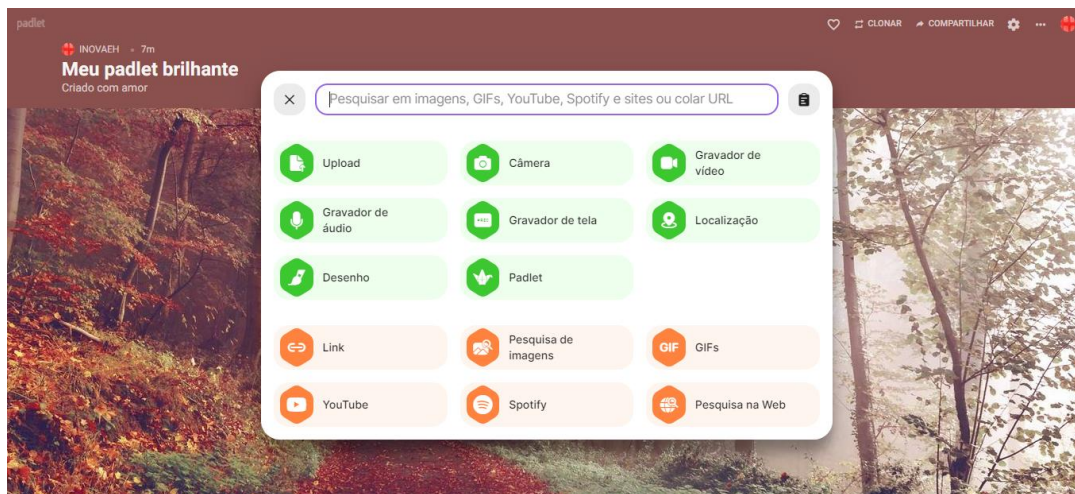 padlet
CLONAR
COMPARTILHAR
INOVAEH • 7m
Meu padlet brilhante
Criado com amor
Pesquisar em imagens, GIFs, YouTube, Spotify e sites ou colar URL
Upload
Câmera
Gravador de
vídeo
Gravador de
áudio
Gravador de tela
Localização
Desenho
Padlet
Link
Pesquisa de
imagens
GIF
GIFs
YouTube
Spotify
Pesquisa na Web